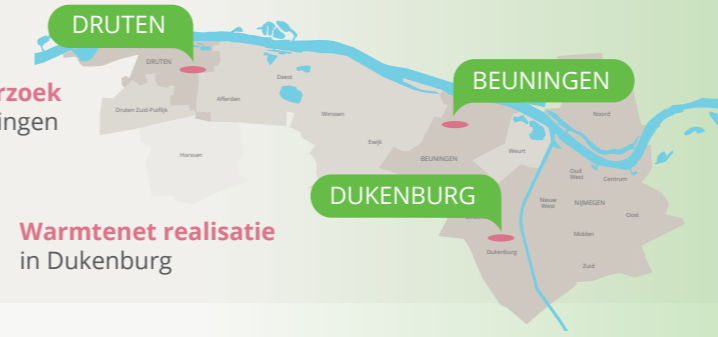 DRUTEN
DRUTEN
Deest
Afferden
Druten Zuid-Puiflijk
Horssen
rzoek
ingen
BEUNINGEN
Winssen
Ewijk
BEUNINGEN
Weurt
Noord
DUKENBURG
Oud
West
Centrum
Nieuw
West
NIJMEGEN
Oost
Midden
Dukenburg
Zuid
Warmtenet realisatie
in Dukenburg